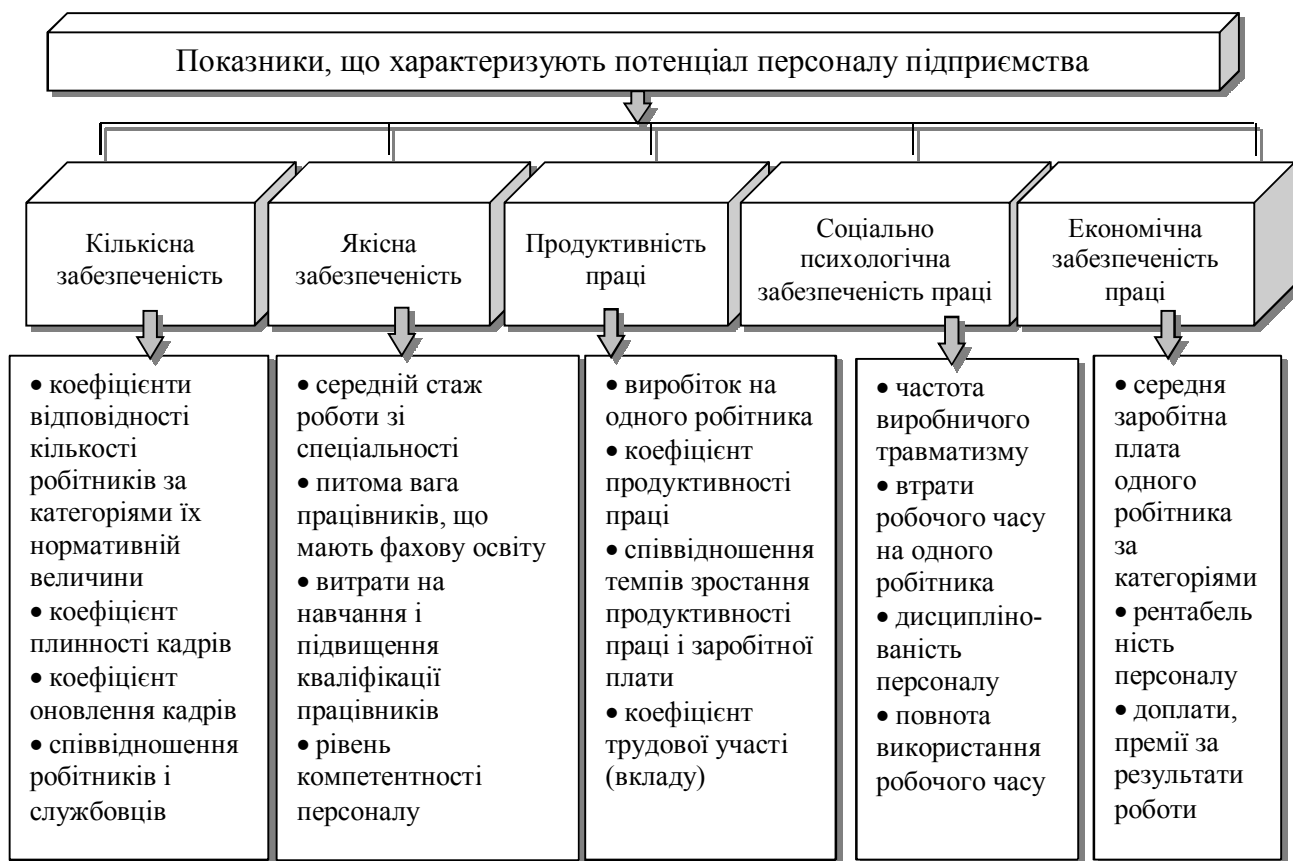 Показники, що характеризують потенціал персоналу підприємства
Кількісна
забезпеченість
Якісна
забезпеченість
Продуктивність
праці
Соціально
психологічна
забезпеченість праці
Економічна
забезпеченість
праці
• коефіцієнти
відповідності
кількості
робітників за
категоріями їх
нормативній
величини
• коефіцієнт
плинності кадрів
• коефіцієнт
оновлення кадрів
• співвідношення
робітників і
службовців
• середній стаж
роботи зі
спеціальності
• питома вага
працівників, що
мають фахову освіту
• витрати на
навчання і
підвищення
кваліфікації
працівників
• рівень
компетентності
персоналу
• виробіток на
одного робітника
• коефіцієнт
продуктивності
праці
• співвідношення
темпів зростання
продуктивності
праці і заробітної
плати
• коефіцієнт
трудової участі
(вкладу)
• частота
виробничого
травматизму
• втрати
робочого часу
на одного
робітника
• дисципліно-
ваність
персоналу
• повнота
використання
робочого часу
• середня
заробітна
плата
одного
робітника
за
категоріями
• рентабель
ність
персоналу
• доплати,
премії за
результати
роботи